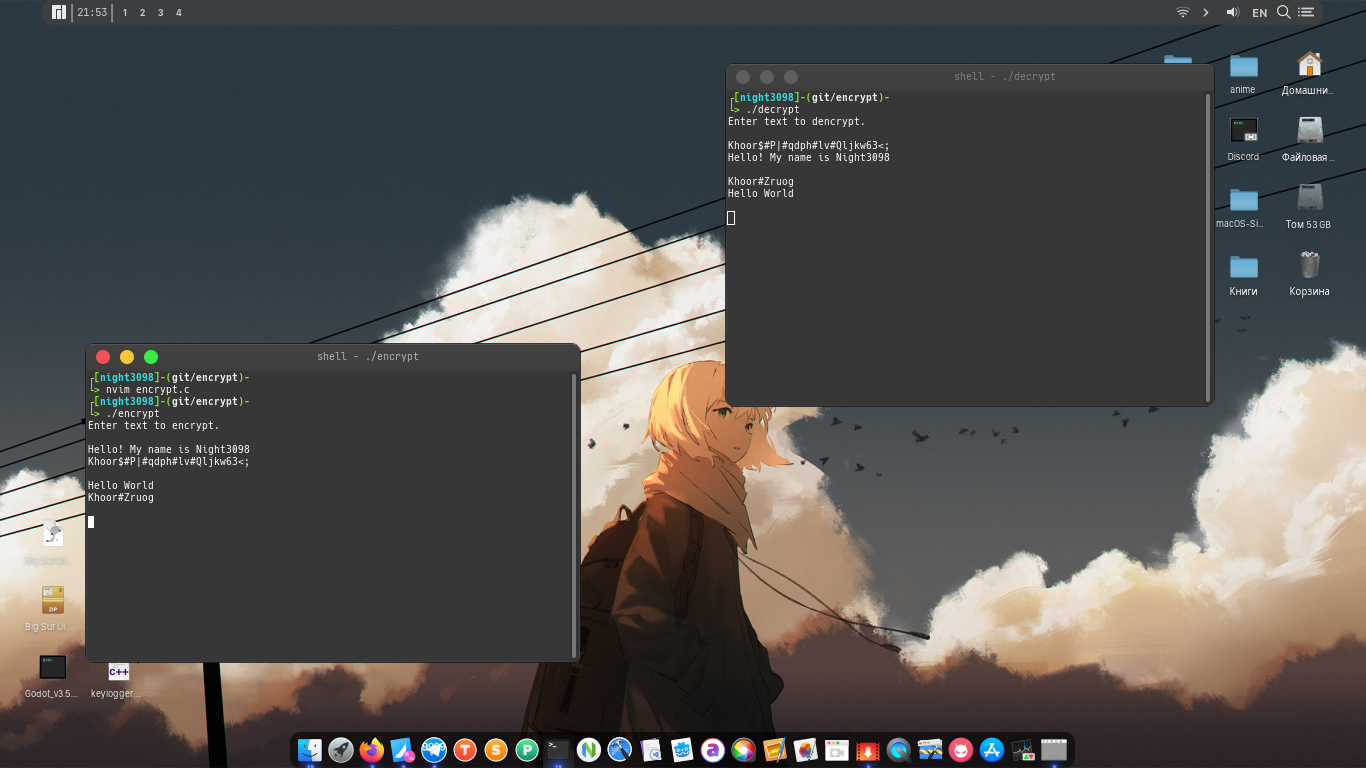 21:53 1 2 3 4 EN
shell - ./decrypt
[night3098]-(git/encrypt)-
> ./decrypt
Enter text to dencrypt.
Khoor$#P|#qdph#lv#Qljkw63<;
Hello! My name is Night3098
Khoor#Zruog
Hello World
anime
Домашни...
Discord
Файловая ...
macOS-Si...
Том 53 GB
Книги
Корзина
shell - ./encrypt
[night3098]-(git/encrypt)-
> nvim encrypt.c
[night3098]-(git/encrypt)-
> ./encrypt
Enter text to encrypt.
Hello! My name is Night3098
Khoor$#P|#qdph#lv#Qljkw63<;
Hello World
Khoor#Zruog
Big Sur UI...
ZIP
Big Sur UI...
C++
Godot_v3.5...
keylogger...